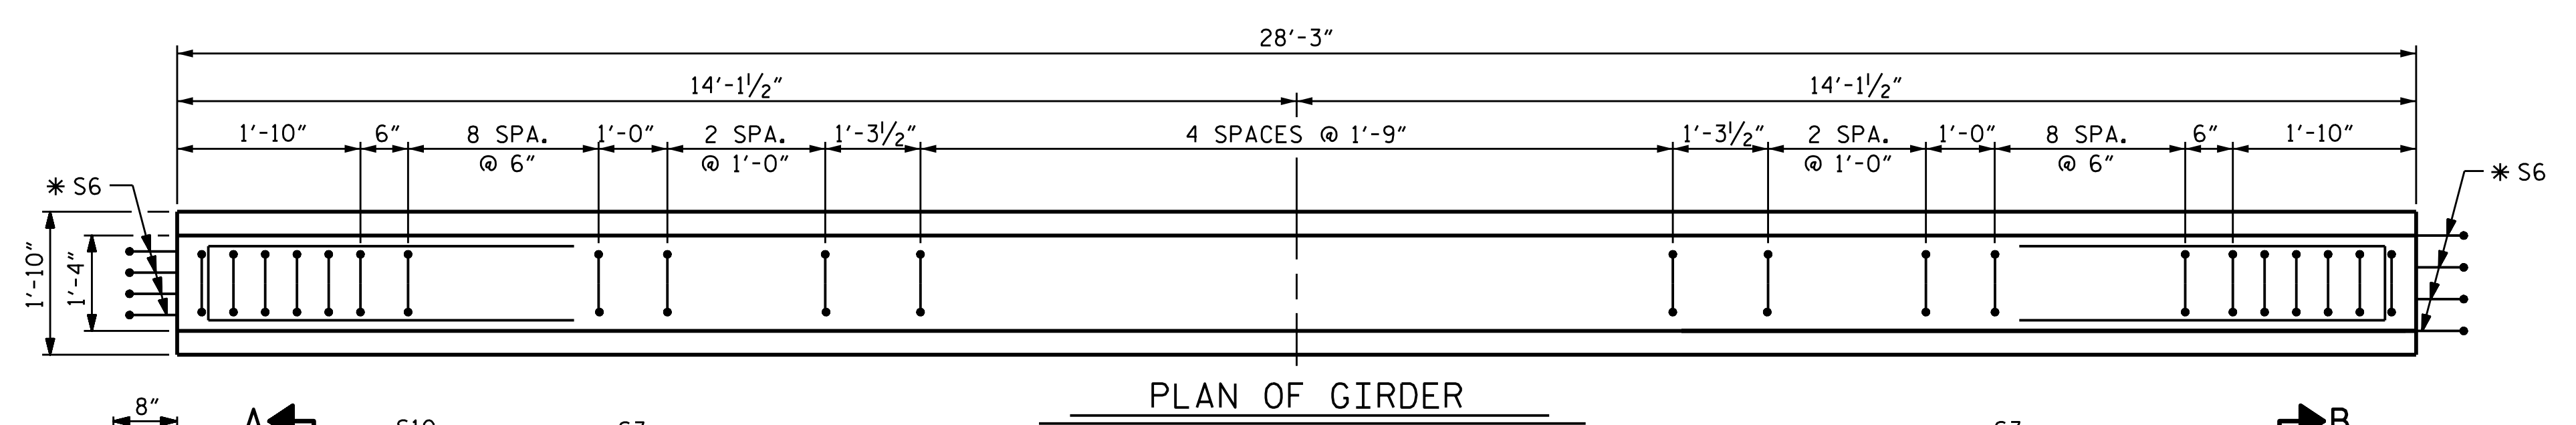 28'-3"
14'-1½" 14'-1½"
1'-10" 6" 8 SPA. 1'-0" 2 SPA. 1'-3½" 4 SPACES @ 1'-9" 1'-3½" 2 SPA. 1'-0" 8 SPA. 6" 1'-10"
@ 6" @ 1'-0" @ 1'-0" @ 6"
* S6 * S6
1'-10"
1'-4"
PLAN OF GIRDER
8" A B